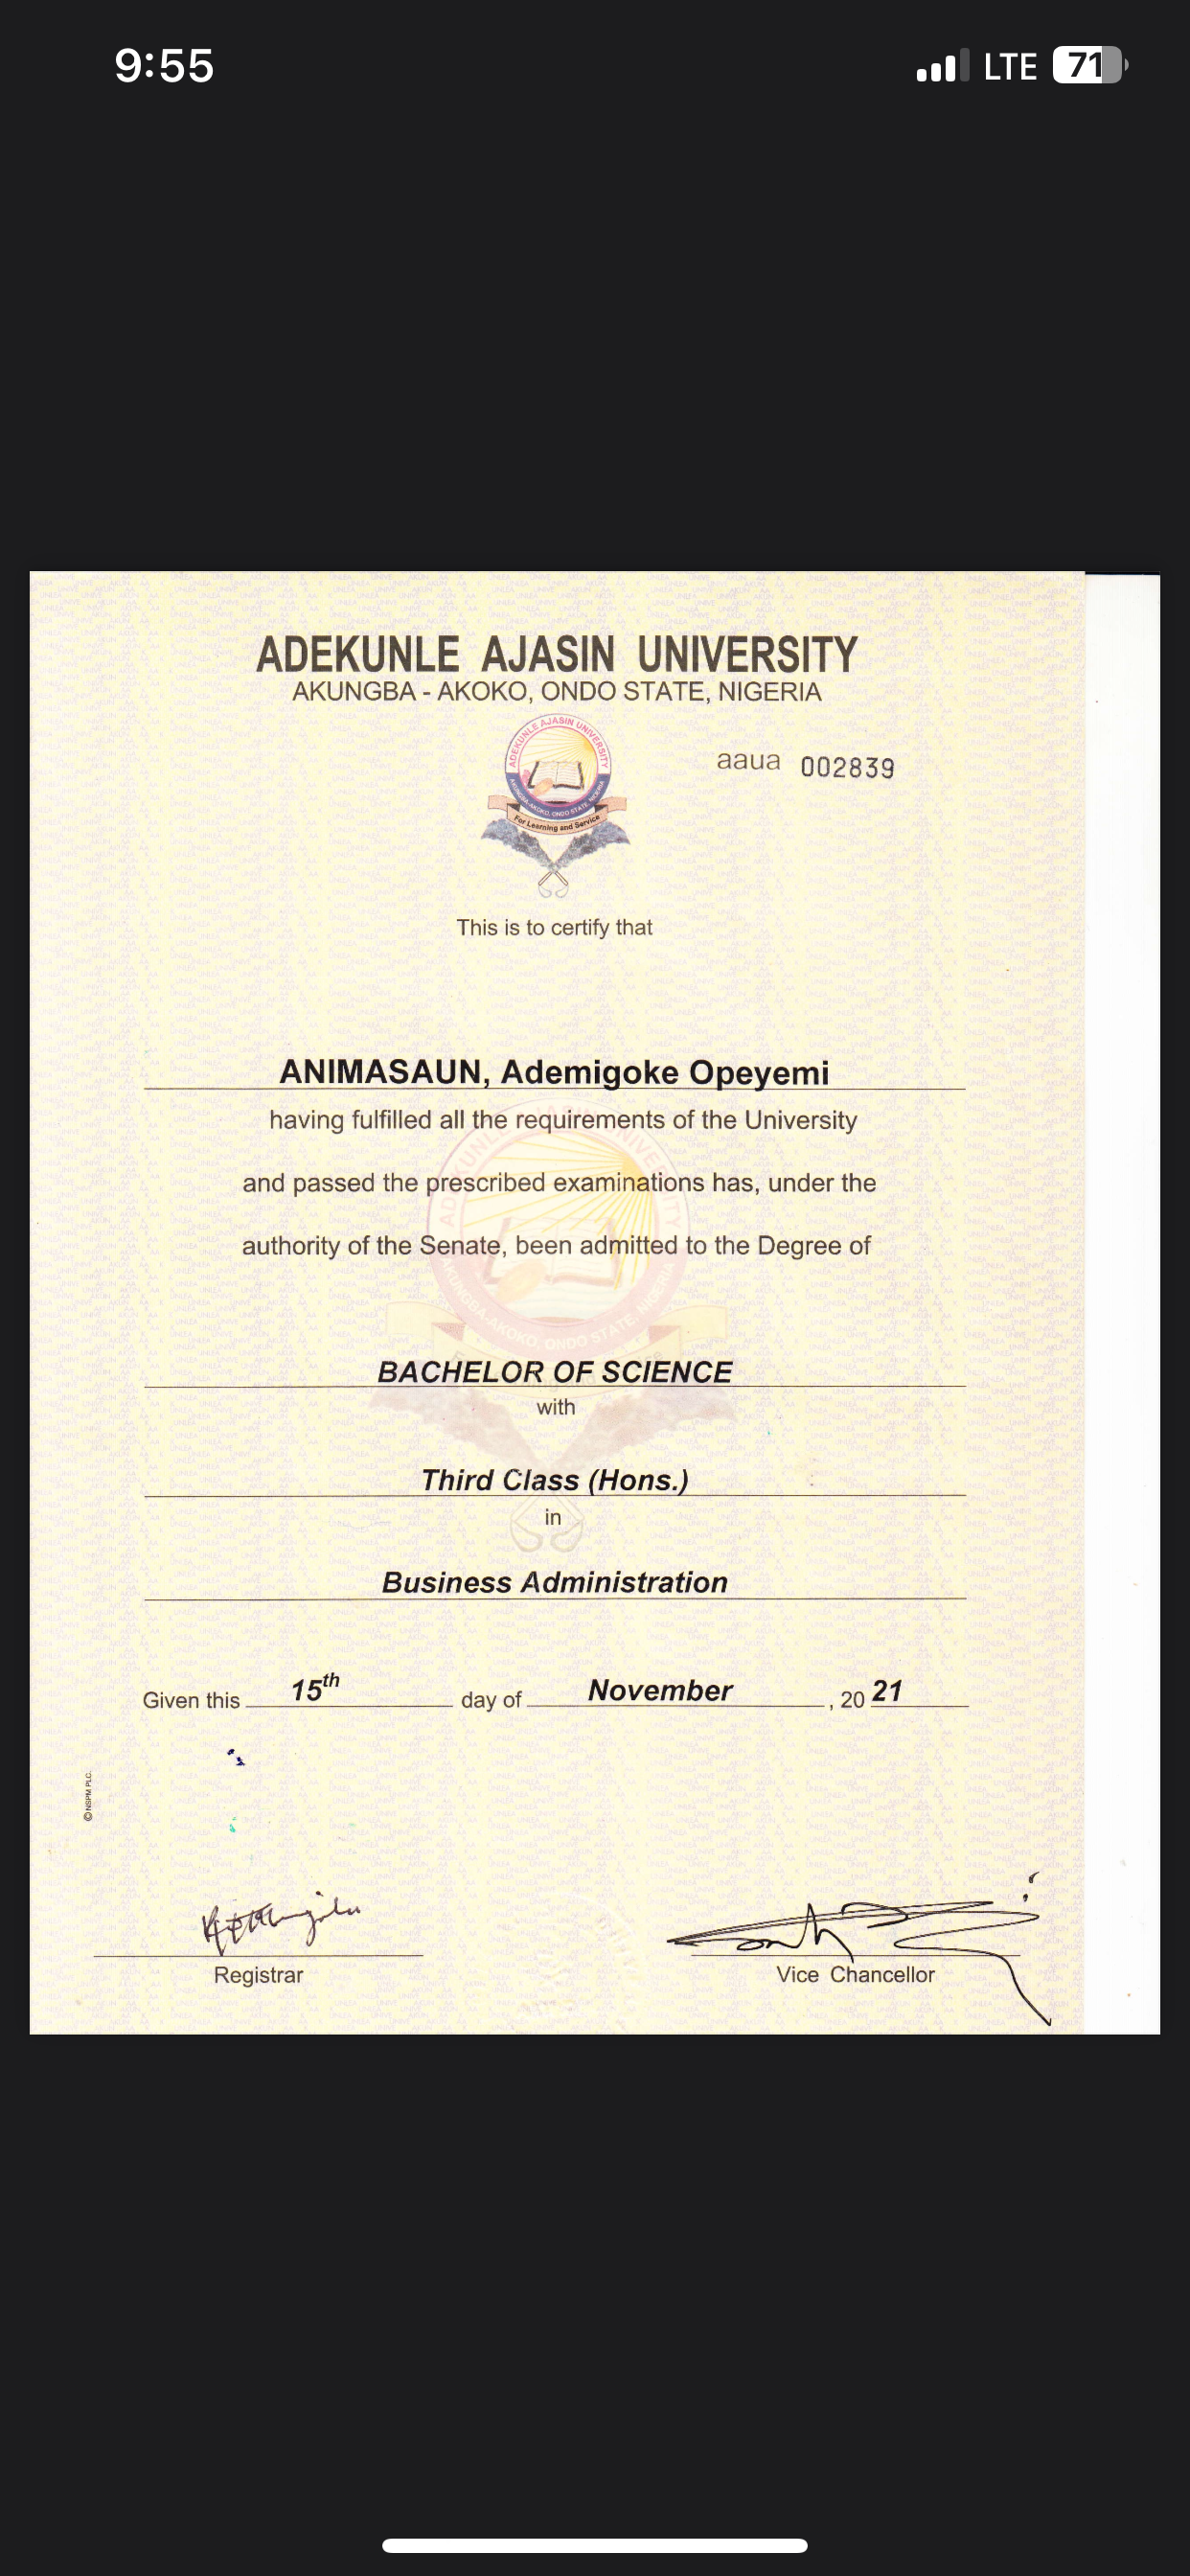 9:55
LTE 71
ADEKUNLE AJASIN UNIVERSITY
AKUNGBA - AKOKO, ONDO STATE, NIGERIA
ADEKUNLE AJASIN UNIVERSITY
AKUNGBA-AKOKO, ONDO STATE, NIGERIA
For Learning and Service
aaua 002839
This is to certify that
ANIMASAUN, Ademigoke Opeyemi
having fulfilled all the requirements of the University
and passed the prescribed examinations has, under the
authority of the Senate, been admitted to the Degree of
BACHELOR OF SCIENCE
with
Third Class (Hons.)
in
Business Administration
Given this 15th day of November, 20 21
© NSPM PLC.
Registrar
Vice Chancellor